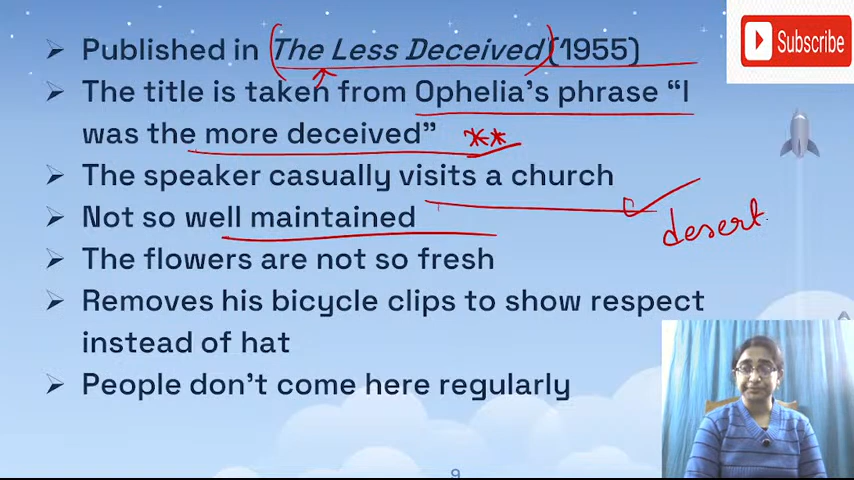 Published in The Less Deceived (1955)
Subscribe
The title is taken from Ophelia's phrase "I
was the more deceived" **
The speaker casually visits a church
Not so well maintained
desert
The flowers are not so fresh
Removes his bicycle clips to show respect
instead of hat
People don't come here regularly
9